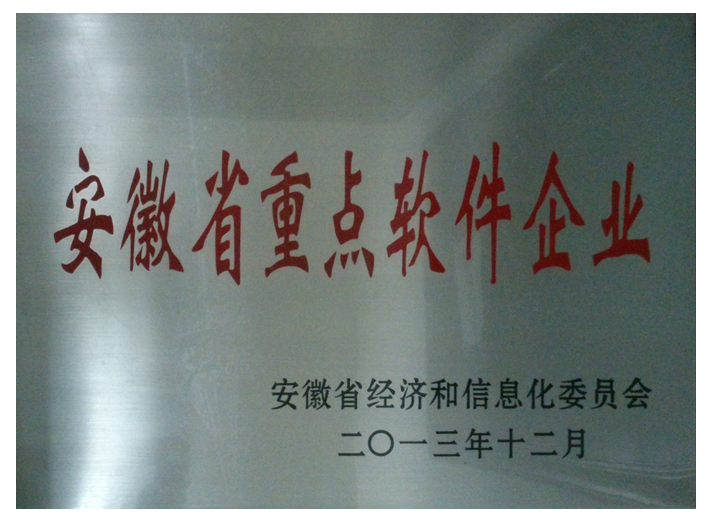 安徽省重点软件企业
安徽省经济和信息化委员会
二〇一三年十二月